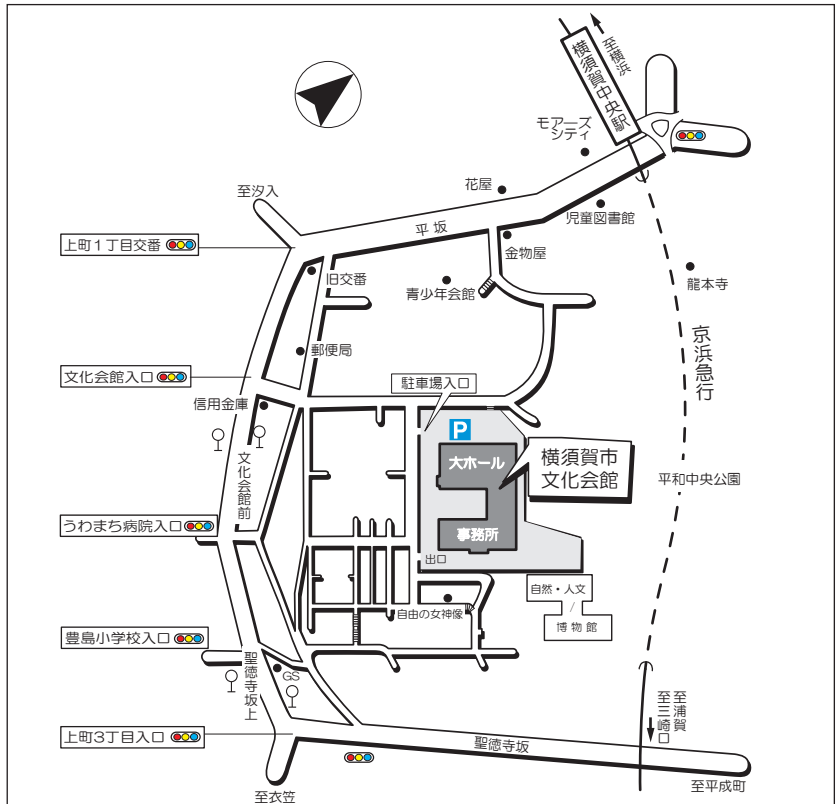 至横浜
横須賀中央駅
モアーズ
シティ
花屋
児童図書館
至汐入
平坂
金物屋
上町1丁目交番
旧交番
青少年会館
龍本寺
郵便局
京浜急行
文化会館入口
駐車場入口
信用金庫
P
大ホール
横須賀市
文化会館
文化会館前
平和中央公園
うわまち病院入口
事務所
出口
自然・人文
/
博物館
自由の女神像
豊島小学校入口
聖徳寺坂上
GS
至浦賀
至三崎口
上町3丁目入口
聖徳寺坂
至衣笠
至平成町